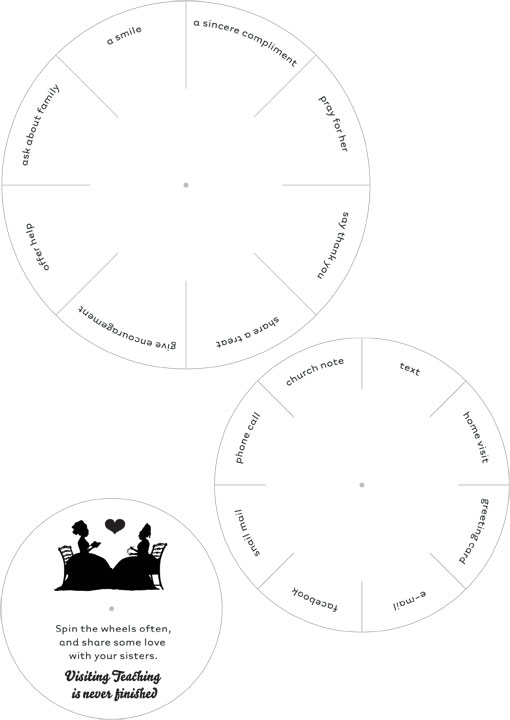 a smile
a sincere compliment
pray for her
say thank you
share a treat
give encouragement
offer help
ask about family
church note
text
home visit
greeting card
e-mail
facebook
snail mail
phone call
Spin the wheels often,
and share some love
with your sisters.
Visiting Teaching
is never finished